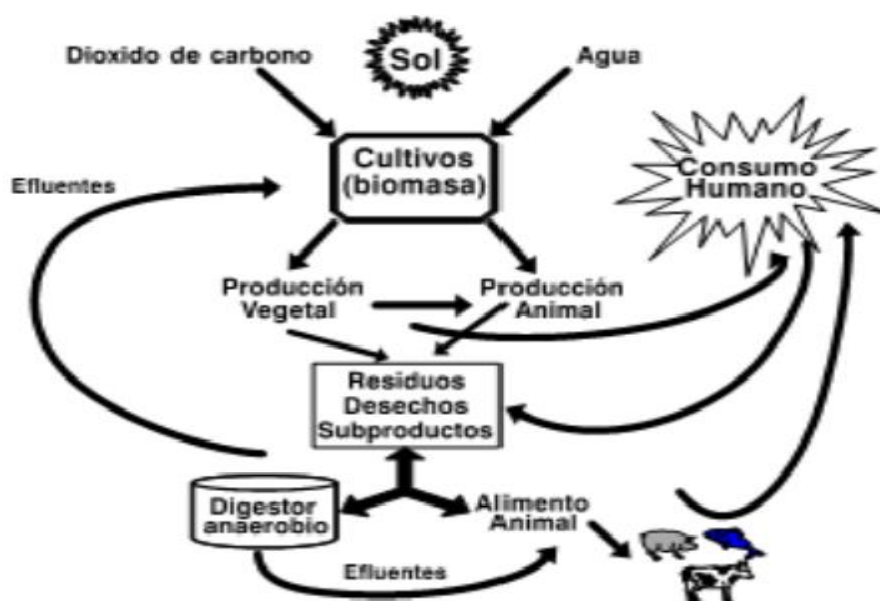 Dioxido de carbono
Sol
Agua
Cultivos
(biomasa)
Consumo
Humano
Efluentes
Producción
Vegetal
Producción
Animal
Residuos
Desechos
Subproductos
Digestor
anaerobio
Alimento
Animal
Efluentes